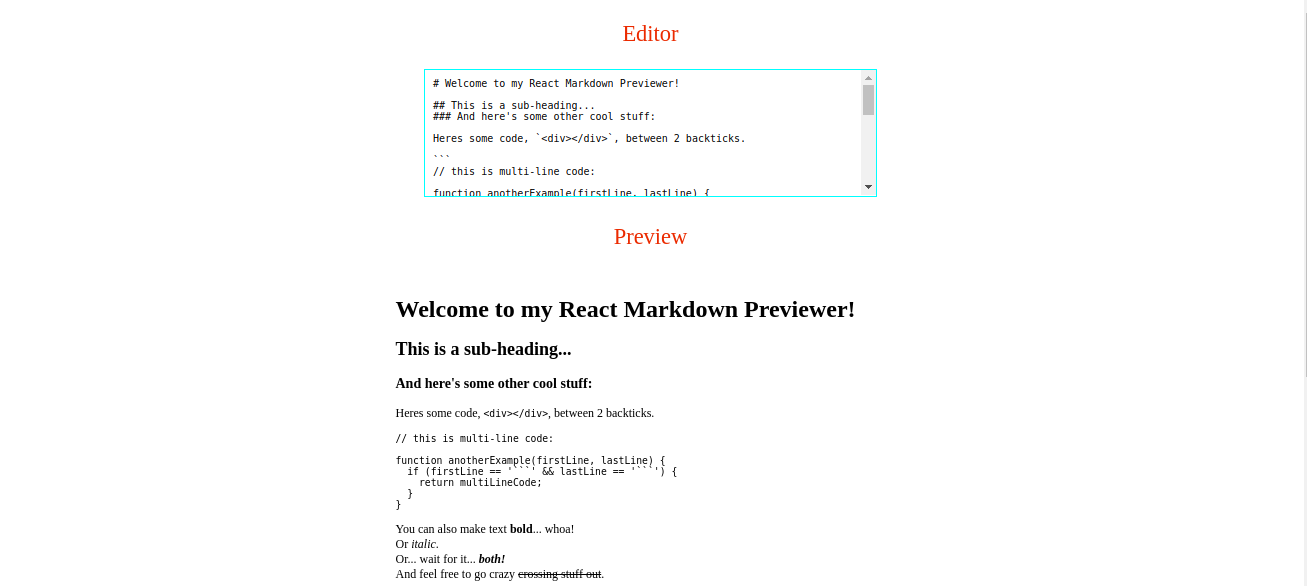 Editor
# Welcome to my React Markdown Previewer!
## This is a sub-heading...
### And here's some other cool stuff:
Heres some code, `<div></div>`, between 2 backticks.
```
// this is multi-line code:
function anotherExample(firstLine, lastLine) {
Preview
Welcome to my React Markdown Previewer!
This is a sub-heading...
And here's some other cool stuff:
Heres some code, <div></div>, between 2 backticks.
// this is multi-line code:
function anotherExample(firstLine, lastLine) {
  if (firstLine == '```' && lastLine == '```') {
    return multiLineCode;
  }
}
You can also make text bold... whoa!
Or italic.
Or... wait for it... both!
And feel free to go crazy crossing stuff out.